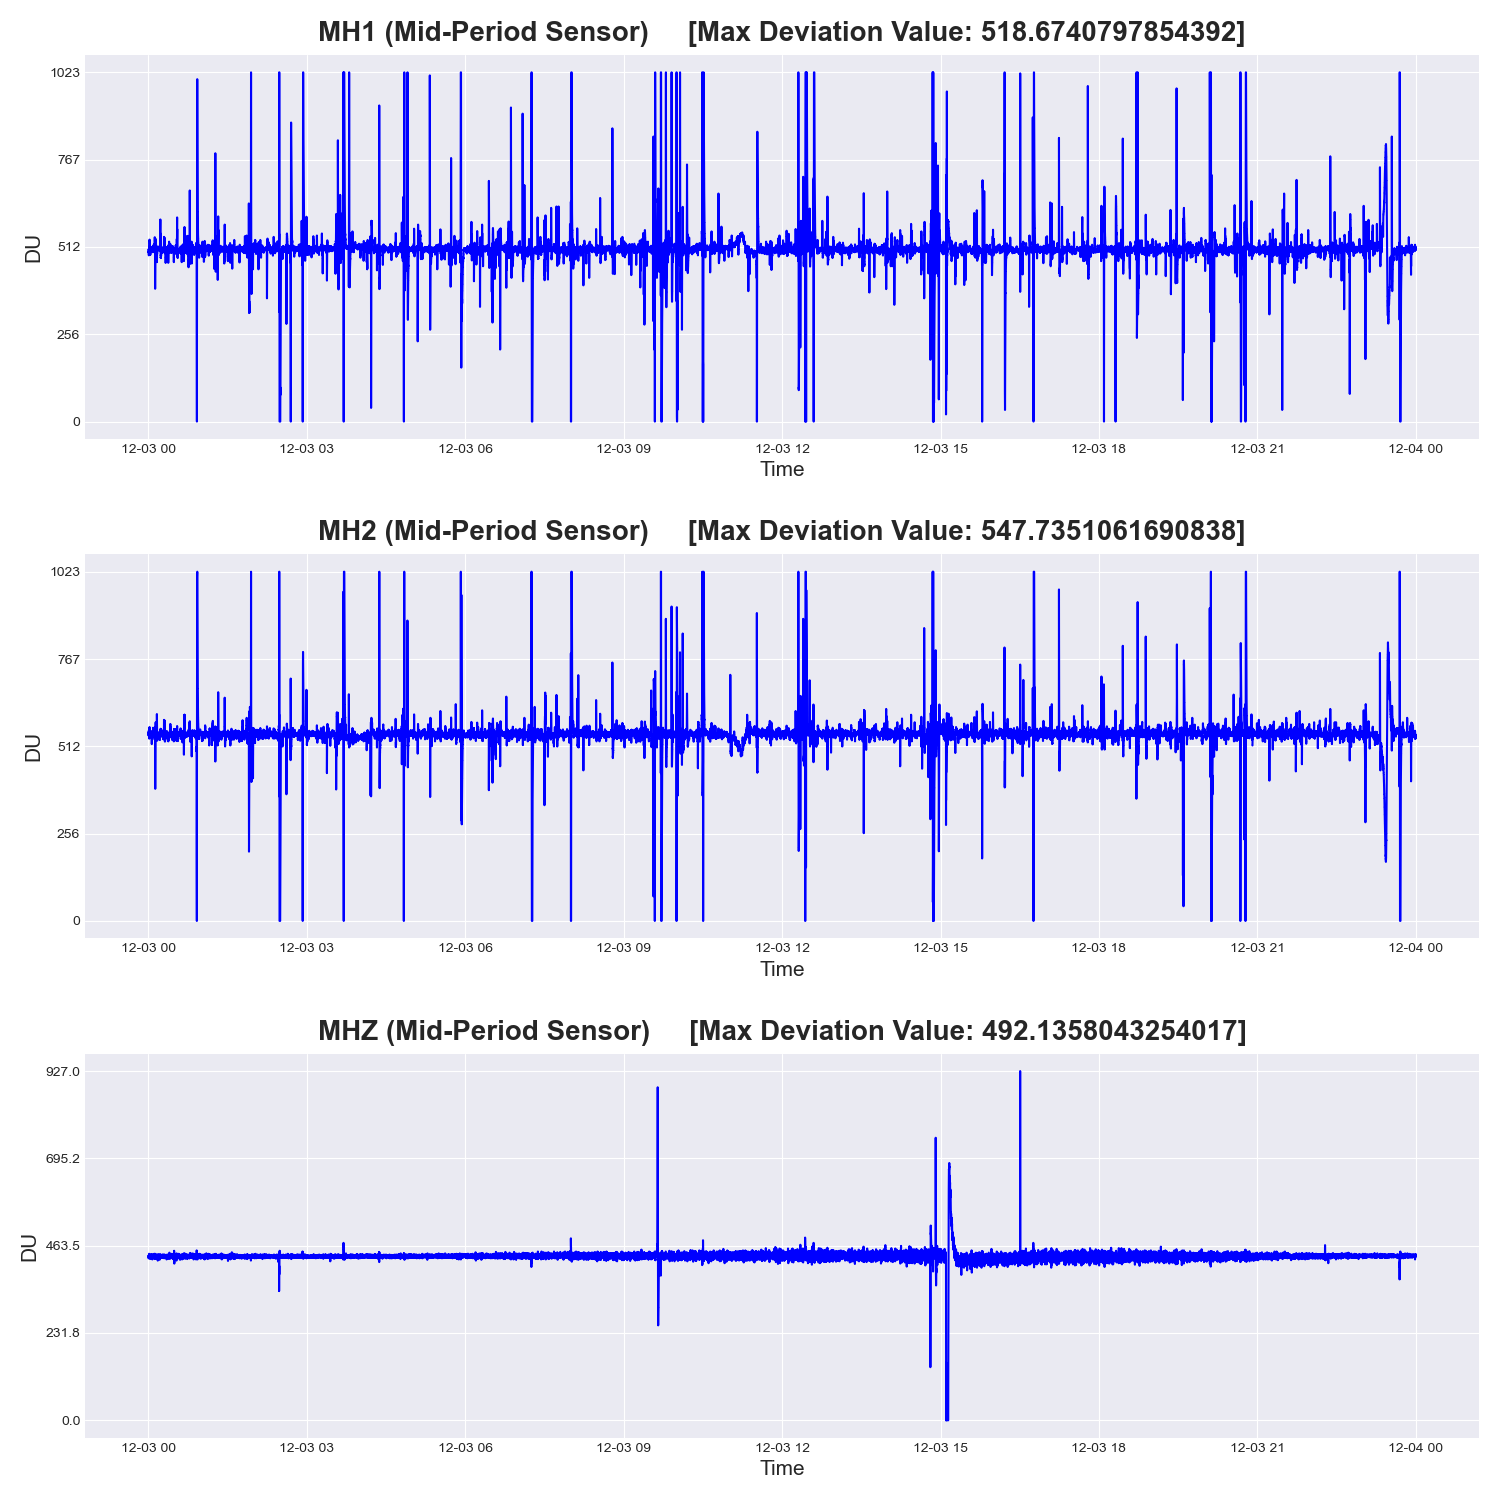 MH1 (Mid-Period Sensor) [Max Deviation Value: 518.6740797854392]
1023
767
512
256
0
DU
12-03 00 12-03 03 12-03 06 12-03 09 12-03 12 12-03 15 12-03 18 12-03 21 12-04 00
Time
MH2 (Mid-Period Sensor) [Max Deviation Value: 547.7351061690838]
1023
767
512
256
0
DU
12-03 00 12-03 03 12-03 06 12-03 09 12-03 12 12-03 15 12-03 18 12-03 21 12-04 00
Time
MHZ (Mid-Period Sensor) [Max Deviation Value: 492.1358043254017]
927.0
695.2
463.5
231.8
0.0
DU
12-03 00 12-03 03 12-03 06 12-03 09 12-03 12 12-03 15 12-03 18 12-03 21 12-04 00
Time